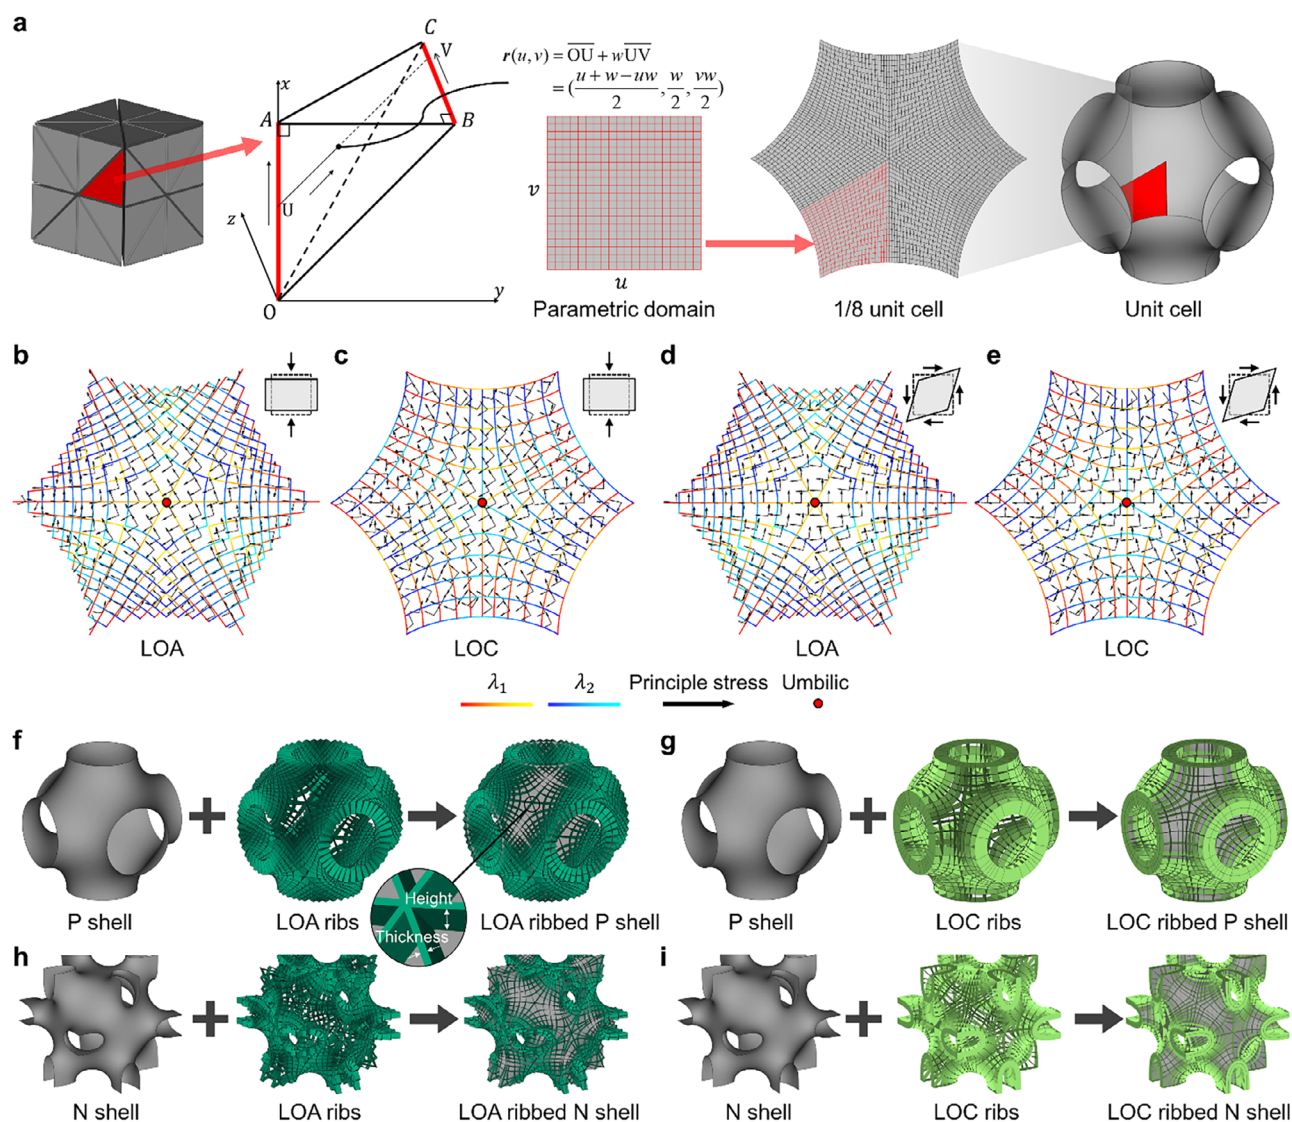 a
x
y
z
O
A
B
C
U
V
r(u, v) = OU + wUV
= (u + w − uw / 2, w / 2, vw / 2)
v
u
Parametric domain
1/8 unit cell
Unit cell
b
c
d
e
LOA
LOC
LOA
LOC
λ1
λ2
Principle stress
Umbilic
f
g
P shell
LOA ribs
LOA ribbed P shell
Height
Thickness
P shell
LOC ribs
LOC ribbed P shell
h
i
N shell
LOA ribs
LOA ribbed N shell
N shell
LOC ribs
LOC ribbed N shell